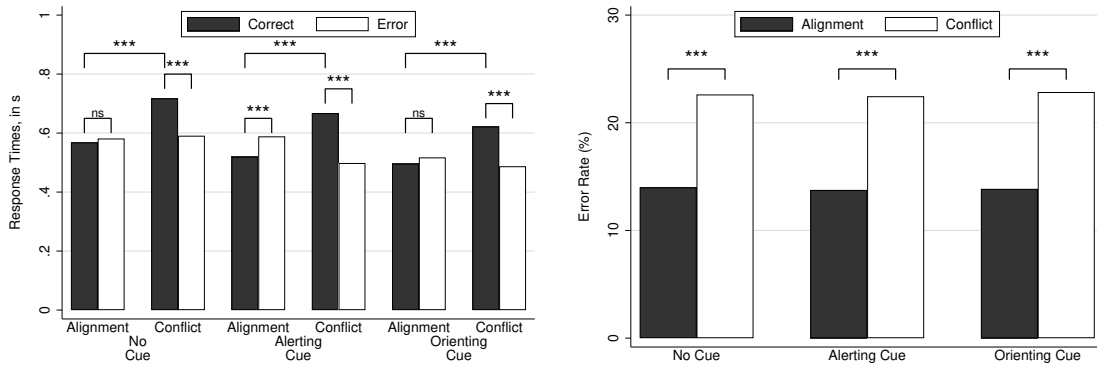 Correct Error
Response Times, in s
1
.8
.6
.4
.2
0
***
***
***
***
***
***
ns
***
ns
Alignment Conflict Alignment Conflict Alignment Conflict
No Alerting Orienting
Cue Cue Cue
Alignment Conflict
Error Rate (%)
30
20
10
0
*** *** ***
No Cue Alerting Cue Orienting Cue